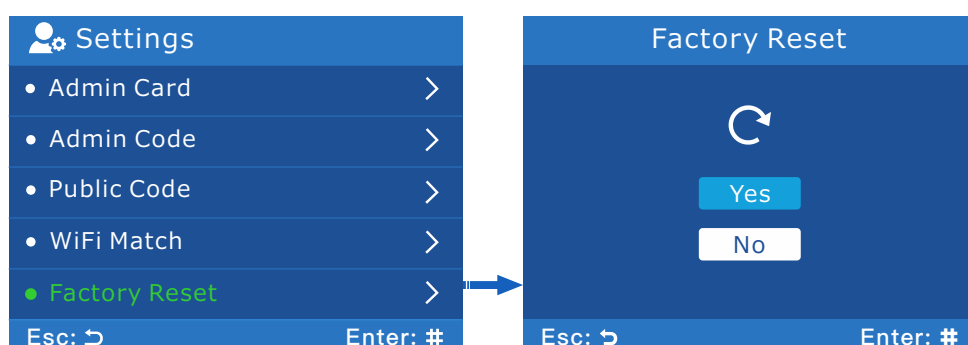 Settings
Admin Card
Admin Code
Public Code
WiFi Match
Factory Reset
Esc:
Enter: #
Factory Reset
Yes
No
Esc:
Enter: #